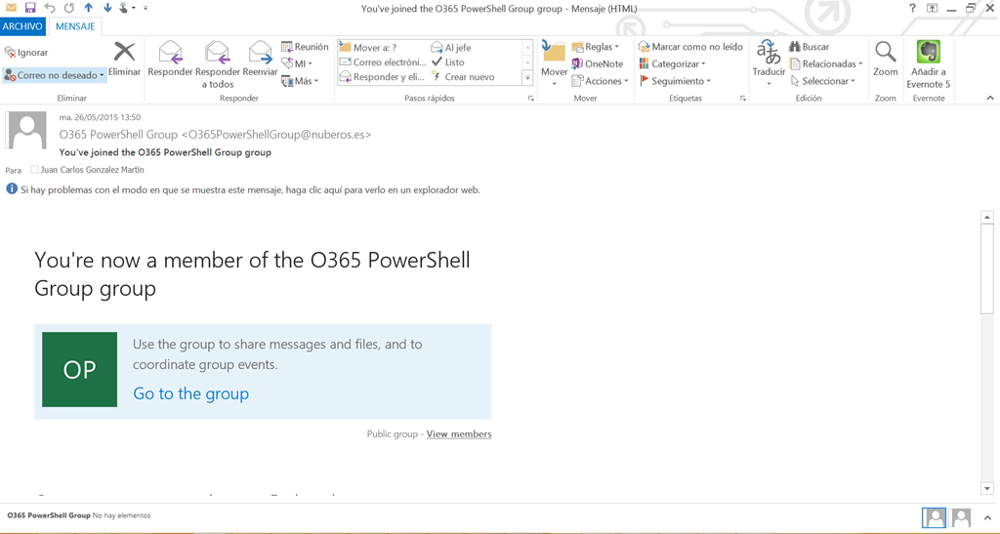 You've joined the O365 PowerShell Group group - Mensaje (HTML)
ARCHIVO MENSAJE
Ignorar
Correo no deseado
Eliminar
Eliminar
Responder
Responder a todos
Reenviar
Reunión
MI
Más
Responder
Mover a: ?
Al jefe
Correo electróni...
Listo
Responder y eli...
Crear nuevo
Pasos rápidos
Mover
Reglas
OneNote
Acciones
Mover
Marcar como no leído
Categorizar
Seguimiento
Etiquetas
Traducir
Buscar
Relacionadas
Seleccionar
Edición
Zoom
Zoom
Añadir a
Evernote 5
Evernote
ma. 26/05/2015 13:50
O365 PowerShell Group <O365PowerShellGroup@nuberos.es>
You've joined the O365 PowerShell Group group
Para Juan Carlos Gonzalez Martin
Si hay problemas con el modo en que se muestra este mensaje, haga clic aquí para verlo en un explorador web.
You're now a member of the O365 PowerShell
Group group
OP
Use the group to share messages and files, and to
coordinate group events.
Go to the group
Public group - View members
O365 PowerShell Group No hay elementos